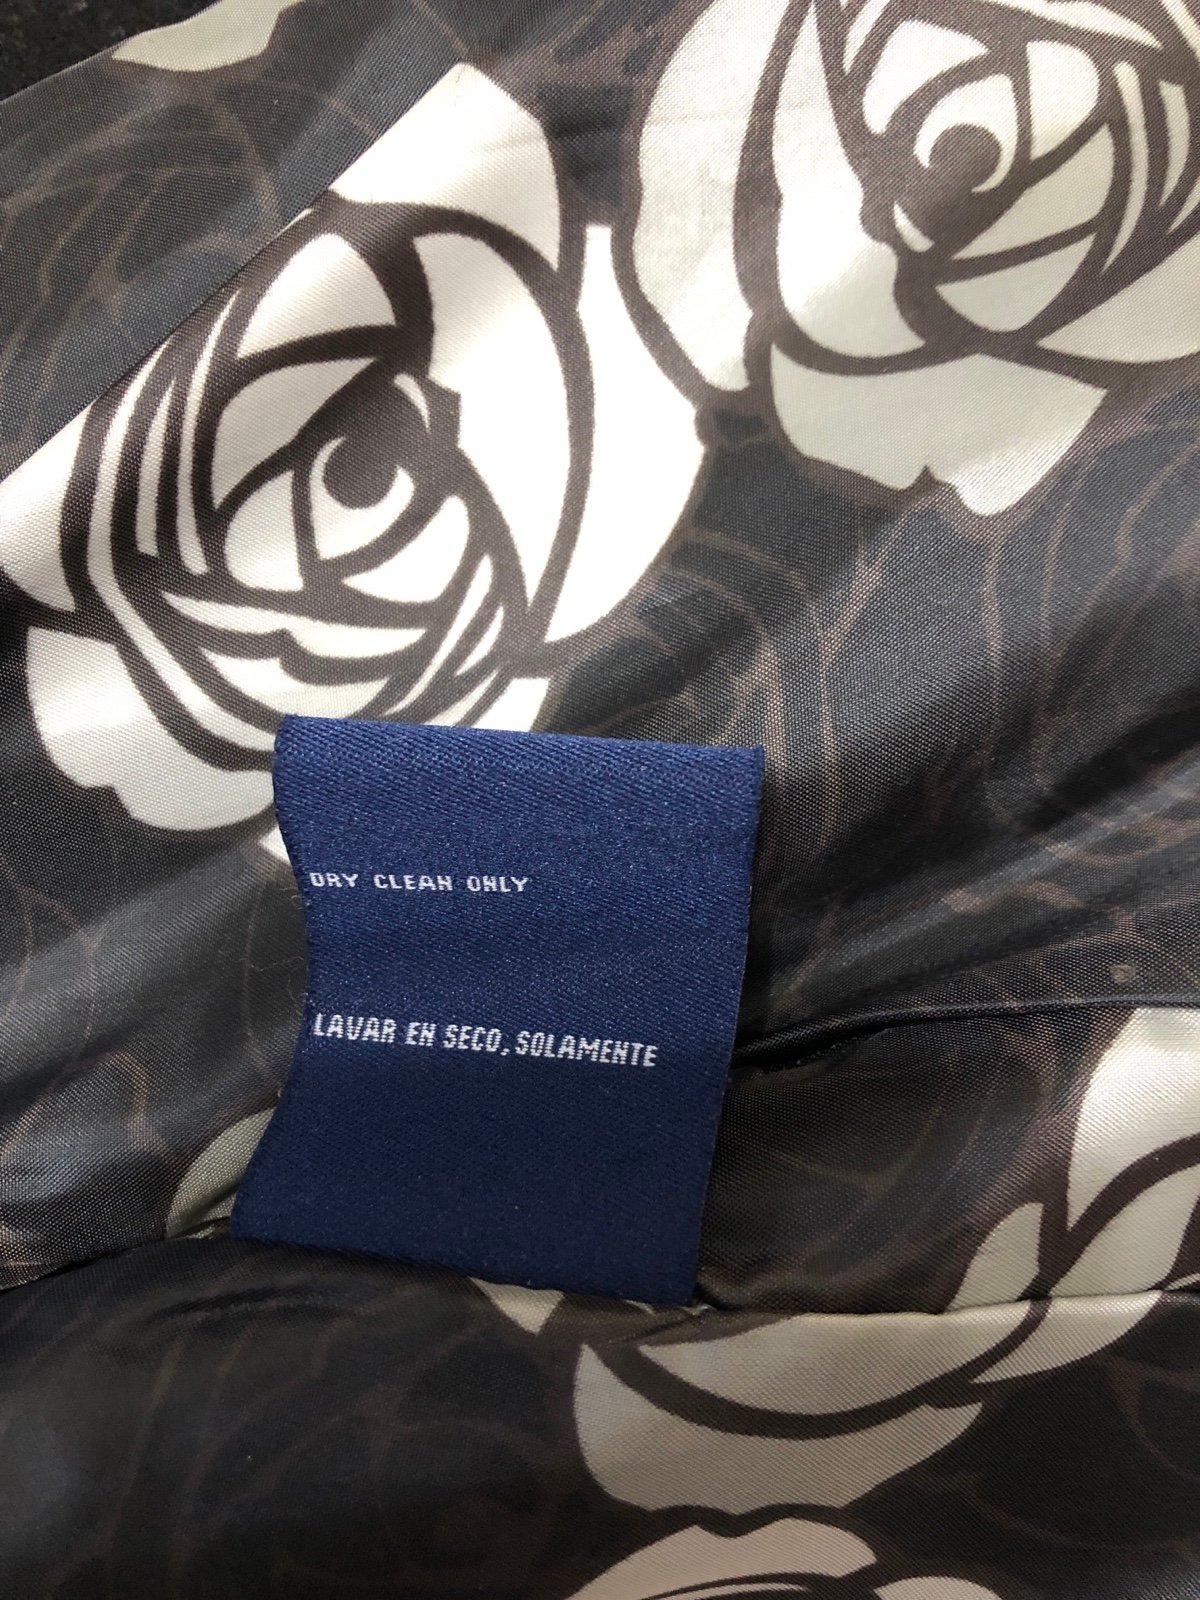 DRY CLEAN ONLY
LAVAR EN SECO, SOLAMENTE